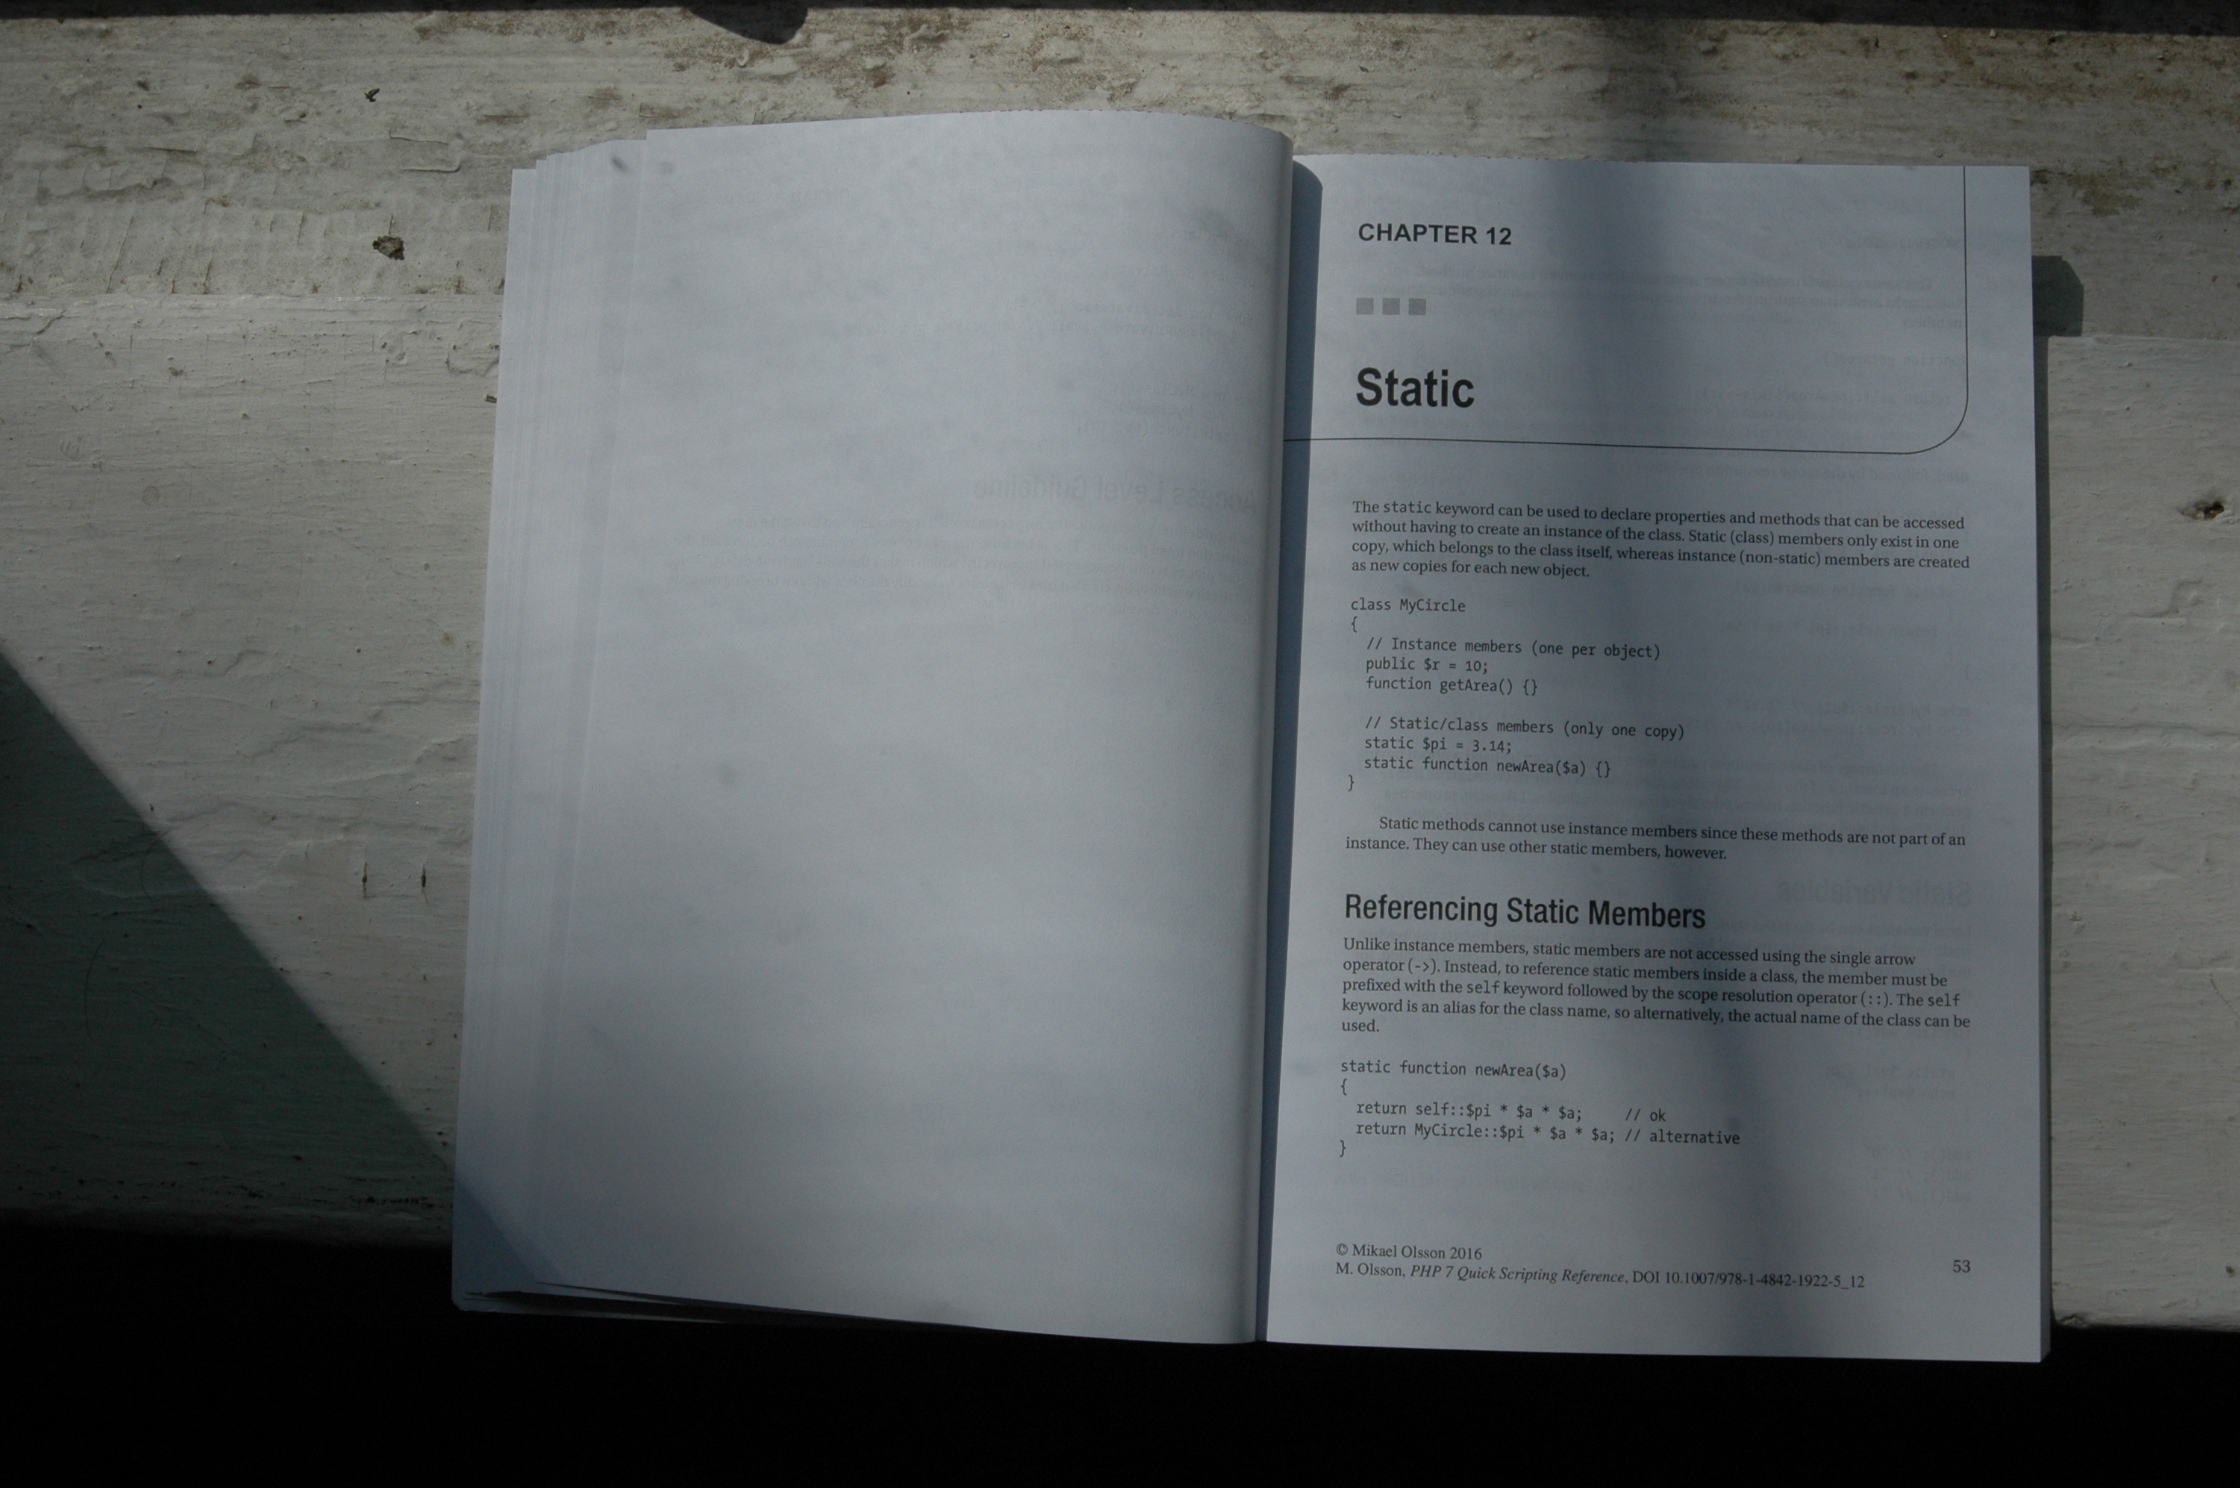 CHAPTER 12
Static
The static keyword can be used to declare properties and methods that can be accessed
without having to create an instance of the class. Static (class) members only exist in one
copy, which belongs to the class itself, whereas instance (non-static) members are created
as new copies for each new object.
class MyCircle
{
// Instance members (one per object)
public $r = 10;
function getArea() {}
// Static/class members (only one copy)
static $pi = 3.14;
static function newArea($a) {}
}
Static methods cannot use instance members since these methods are not part of an
instance. They can use other static members, however.
Referencing Static Members
Unlike instance members, static members are not accessed using the single arrow
operator (->). Instead, to reference static members inside a class, the member must be
prefixed with the self keyword followed by the scope resolution operator (::). The self
keyword is an alias for the class name, so alternatively, the actual name of the class can be
used.
static function newArea($a)
{
return self::$pi * $a * $a; // ok
return MyCircle::$pi * $a * $a; // alternative
}
© Mikael Olsson 2016
M. Olsson, PHP 7 Quick Scripting Reference, DOI 10.1007/978-1-4842-1922-5_12
53
Access Level Guideline
Static Variables